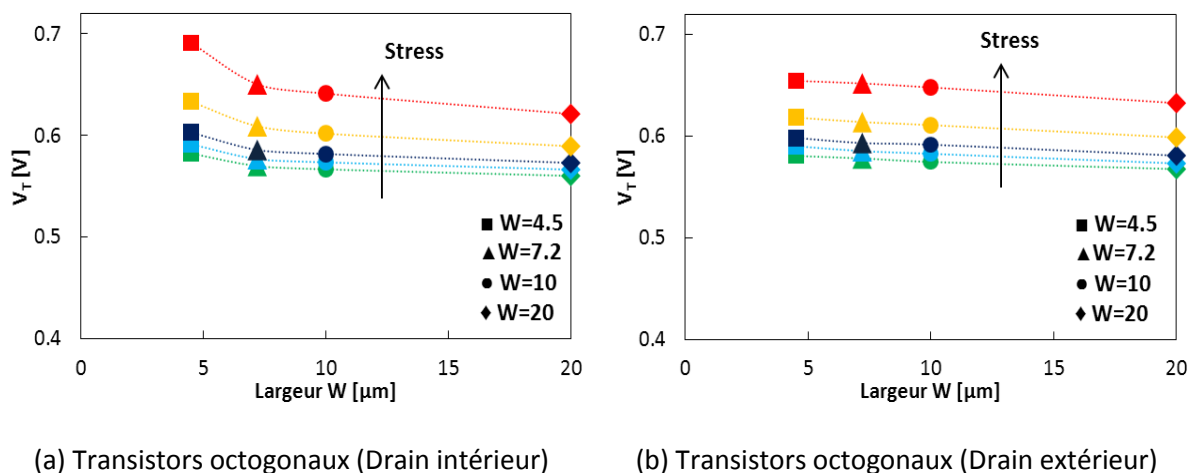 0.7
0.6
0.5
0.4
V_T [V]
Stress
W=4.5
W=7.2
W=10
W=20
0 5 10 15 20
Largeur W [µm]
(a) Transistors octogonaux (Drain intérieur)
0.7
0.6
0.5
0.4
V_T [V]
Stress
W=4.5
W=7.2
W=10
W=20
0 5 10 15 20
Largeur W [µm]
(b) Transistors octogonaux (Drain extérieur)